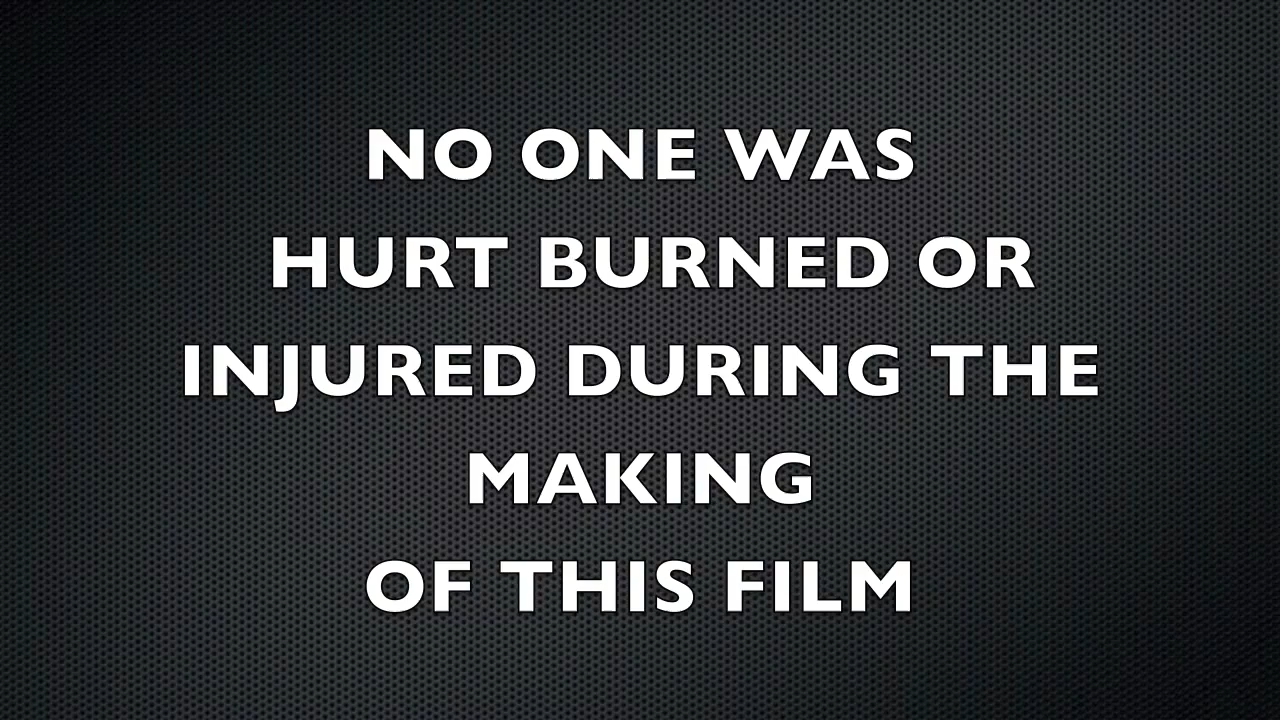 NO ONE WAS
HURT BURNED OR
INJURED DURING THE
MAKING
OF THIS FILM